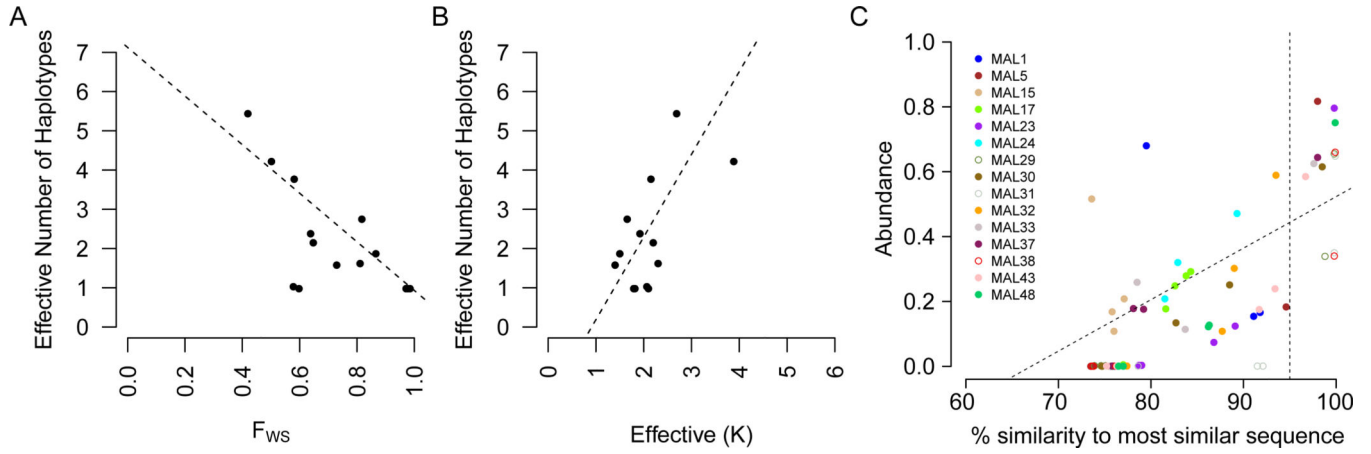 A
Effective Number of Haplotypes
7
6
5
4
3
2
1
0
0.0
0.2
0.4
0.6
0.8
1.0
FWS
B
Effective Number of Haplotypes
7
6
5
4
3
2
1
0
0
1
2
3
4
5
6
Effective (K)
C
Abundance
1.0
0.8
0.6
0.4
0.2
0.0
MAL1
MAL5
MAL15
MAL17
MAL23
MAL24
MAL29
MAL30
MAL31
MAL32
MAL33
MAL37
MAL38
MAL43
MAL48
60
70
80
90
100
% similarity to most similar sequence